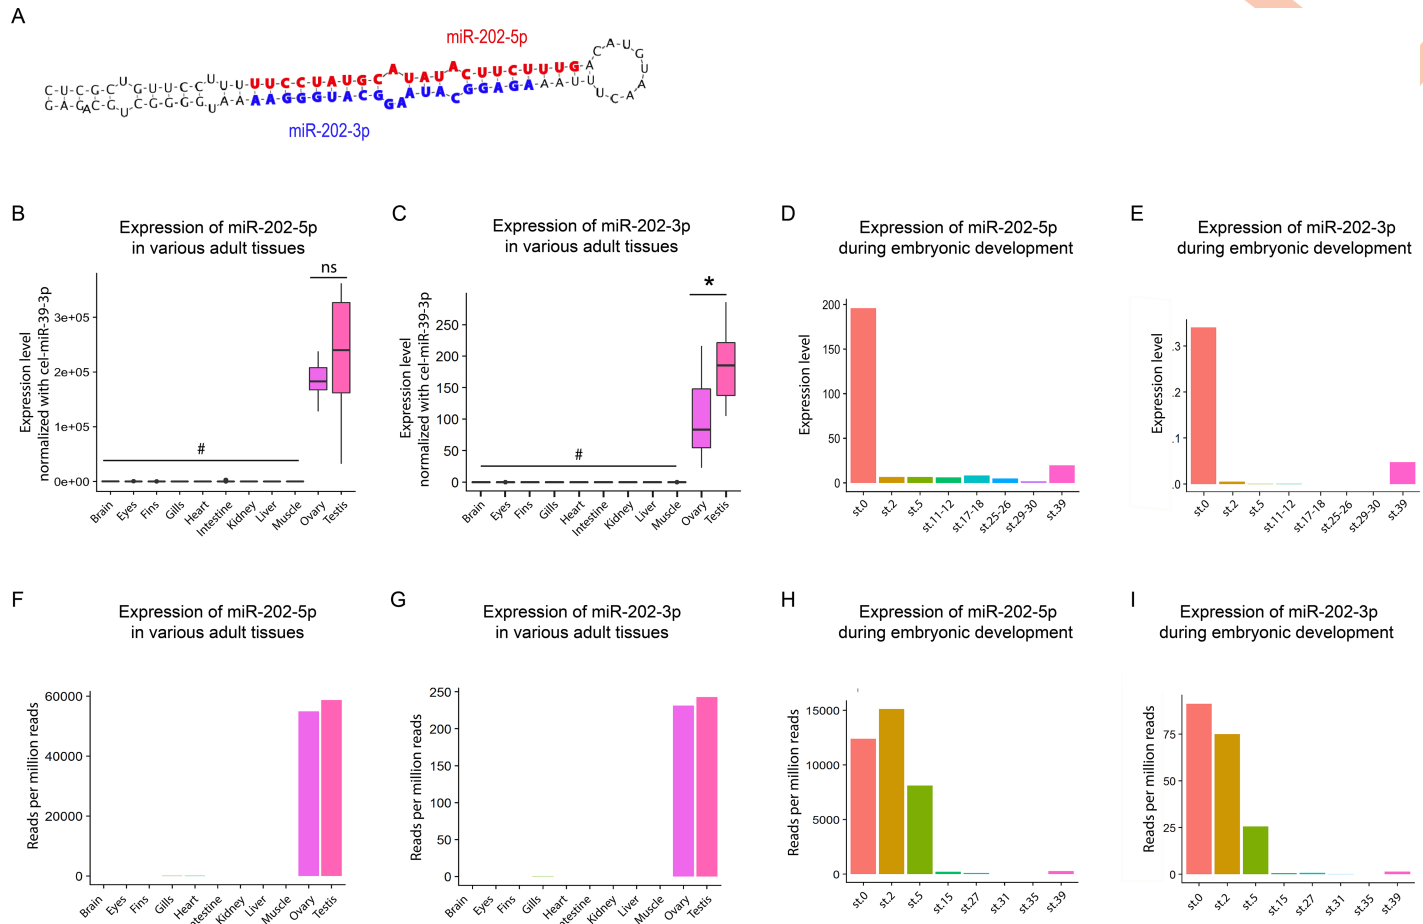 A
miR-202-5p
C U C G C U G U U C C U U U U C C U A U G C A U A U A C U U C U U U G A C A U G U A A C U U
G A G A C G C U G C G G G G U A A A A G G G U A C G G A A U A C G G A G A A A U
miR-202-3p
B
Expression of miR-202-5p
in various adult tissues
Expression level
normalized with cel-miR-39-3p
3e+05
2e+05
1e+05
0e+00
ns
#
Brain
Eyes
Fins
Gills
Heart
Intestine
Kidney
Liver
Muscle
Ovary
Testis
C
Expression of miR-202-3p
in various adult tissues
Expression level
normalized with cel-miR-39-3p
250
200
150
100
50
0
*
#
Brain
Eyes
Fins
Gills
Heart
Intestine
Kidney
Liver
Muscle
Ovary
Testis
D
Expression of miR-202-5p
during embryonic development
Expression level
200
150
100
50
0
st.0
st.2
st.5
st.11-12
st.17-18
st.25-26
st.29-30
st.39
E
Expression of miR-202-3p
during embryonic development
Expression level
.3
.2
.1
.0
st.0
st.2
st.5
st.11-12
st.17-18
st.25-26
st.29-30
st.39
F
Expression of miR-202-5p
in various adult tissues
Reads per million reads
60000
40000
20000
0
Brain
Eyes
Fins
Gills
Heart
Intestine
Kidney
Liver
Muscle
Ovary
Testis
G
Expression of miR-202-3p
in various adult tissues
Reads per million reads
250
200
150
100
50
0
Brain
Eyes
Fins
Gills
Heart
Intestine
Kidney
Liver
Muscle
Ovary
Testis
H
Expression of miR-202-5p
during embryonic development
Reads per million reads
15000
10000
5000
0
st.0
st.2
st.5
st.15
st.27
st.31
st.35
st.39
I
Expression of miR-202-3p
during embryonic development
Reads per million reads
75
50
25
0
st.0
st.2
st.5
st.15
st.27
st.31
st.35
st.39